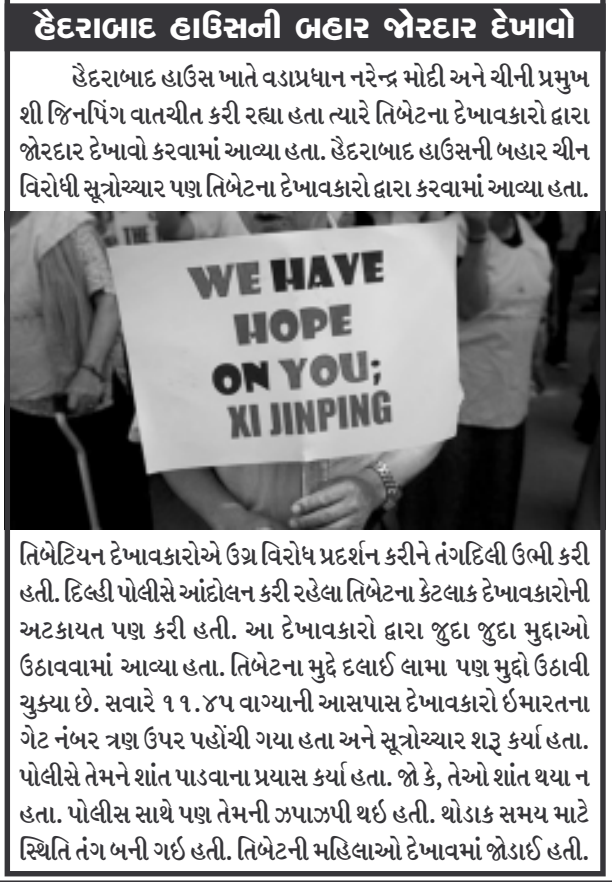 હૈદરાબાદ હાઉસની બહાર જોરદાર દેખાવો
હૈદરાબાદ હાઉસ ખાતે વડાપ્રધાન નરેન્દ્ર મોદી અને ચીની પ્રમુખ
શી જિનપિંગ વાતચીત કરી રહ્યા હતા ત્યારે તિબેટના દેખાવકારો દ્વારા
જોરદાર દેખાવો કરવામાં આવ્યા હતા. હૈદરાબાદ હાઉસની બહાર ચીન
વિરોધી સૂત્રોચ્ચાર પણ તિબેટના દેખાવકારો દ્વારા કરવામાં આવ્યા હતા.
THE
WE HAVE
HOPE
ON YOU;
XI JINPING
તિબેટિયન દેખાવકારોએ ઉગ્ર વિરોધ પ્રદર્શન કરીને તંગદિલી ઉભી કરી
હતી. દિલ્હી પોલીસે આંદોલન કરી રહેલા તિબેટના કેટલાક દેખાવકારોની
અટકાયત પણ કરી હતી. આ દેખાવકારો દ્વારા જુદા જુદા મુદ્દાઓ
ઉઠાવવામાં આવ્યા હતા. તિબેટના મુદ્દે દલાઈ લામા પણ મુદ્દો ઉઠાવી
ચુક્યા છે. સવારે ૧૧.૪૫ વાગ્યાની આસપાસ દેખાવકારો ઇમારતના
ગેટ નંબર ત્રણ ઉપર પહોંચી ગયા હતા અને સૂત્રોચ્ચાર શરૂ કર્યા હતા.
પોલીસે તેમને શાંત પાડવાના પ્રયાસ કર્યા હતા. જો કે, તેઓ શાંત થયા ન
હતા. પોલીસ સાથે પણ તેમની ઝપાઝપી થઇ હતી. થોડાક સમય માટે
સ્થિતિ તંગ બની ગઇ હતી. તિબેટની મહિલાઓ દેખાવમાં જોડાઈ હતી.